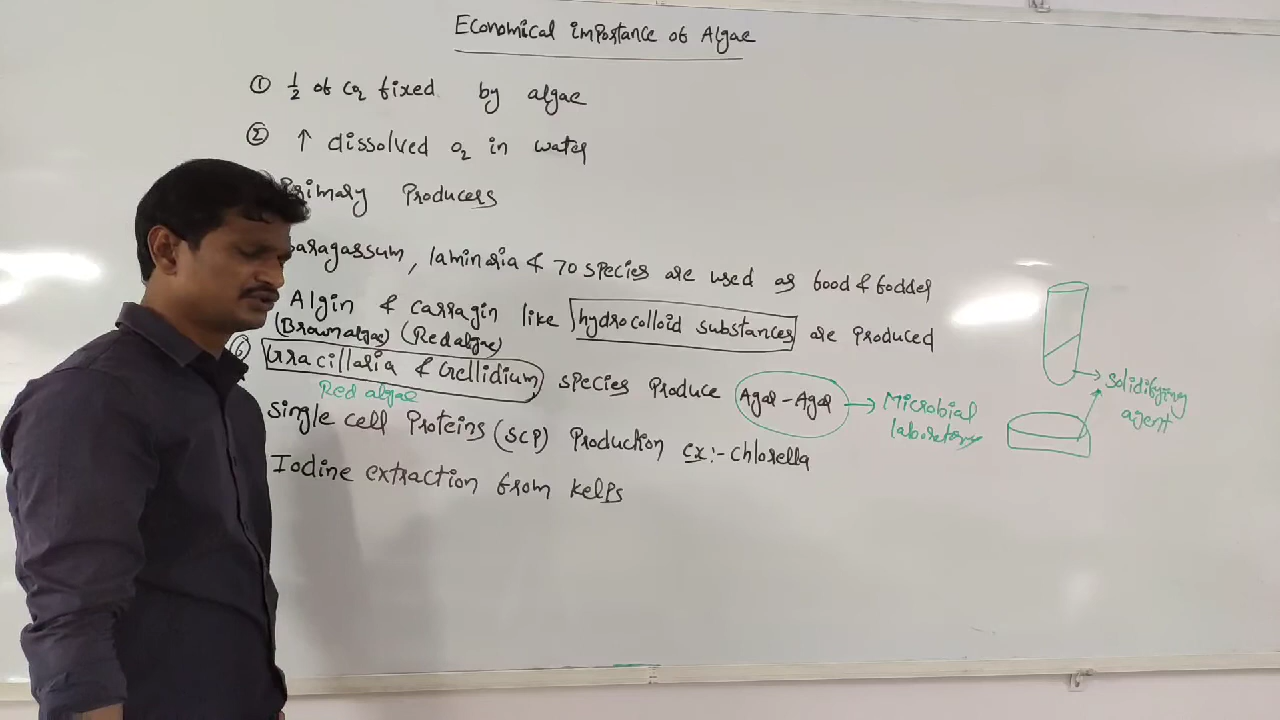 Economical importance of Algae
① 1/2 of CO2 fixed by algae
② ↑ dissolved O2 in water
Primary Producers
Saragassum, laminaria & 70 species are used as food & fodder
Algin & carragin like hydrocolloid substances are produced
(Brown algae) (Red algae)
⑥ Gracillaria & Gellidium species produce Agar-Agar → Microbial laboratory
Red algae
Solidifying agent
Single cell Proteins (SCP) Production ex:- chlorella
Iodine extraction from kelps